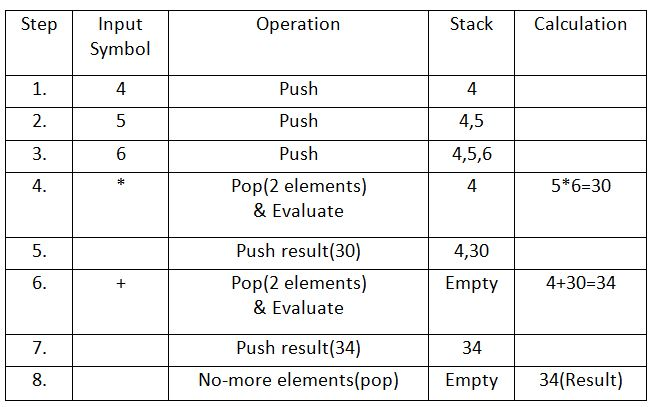 Step Input Symbol Operation Stack Calculation
1. 4 Push 4
2. 5 Push 4,5
3. 6 Push 4,5,6
4. * Pop(2 elements) & Evaluate 4 5*6=30
5. Push result(30) 4,30
6. + Pop(2 elements) & Evaluate Empty 4+30=34
7. Push result(34) 34
8. No-more elements(pop) Empty 34(Result)